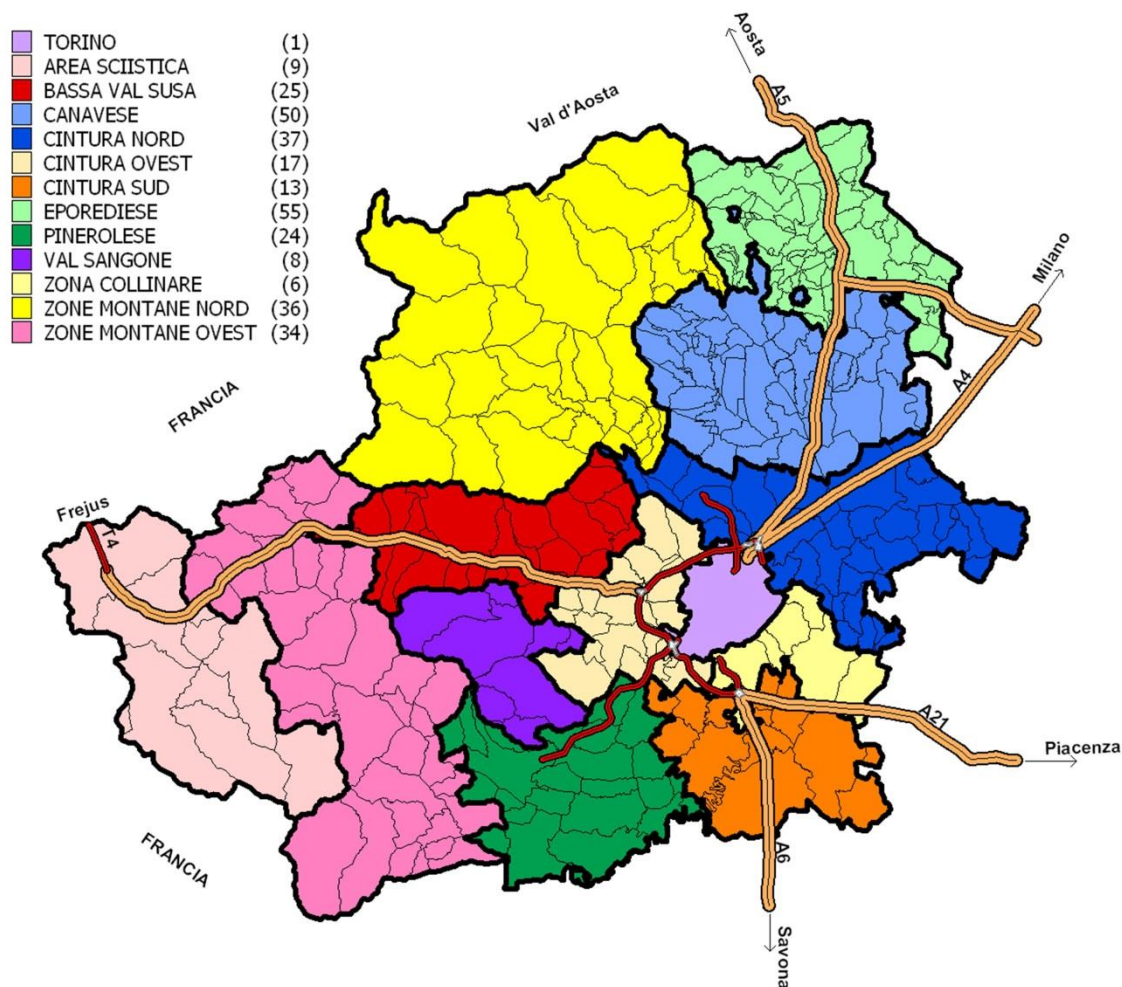 TORINO (1)
AREA SCIISTICA (9)
BASSA VAL SUSA (25)
CANAVESE (50)
CINTURA NORD (37)
CINTURA OVEST (17)
CINTURA SUD (13)
EPOREDIESE (55)
PINEROLESE (24)
VAL SANGONE (8)
ZONA COLLINARE (6)
ZONE MONTANE NORD (36)
ZONE MONTANE OVEST (34)
Aosta
A5
Val d'Aosta
Milano
A4
FRANCIA
Frejus
T4
A21
Piacenza
FRANCIA
A6
Savona